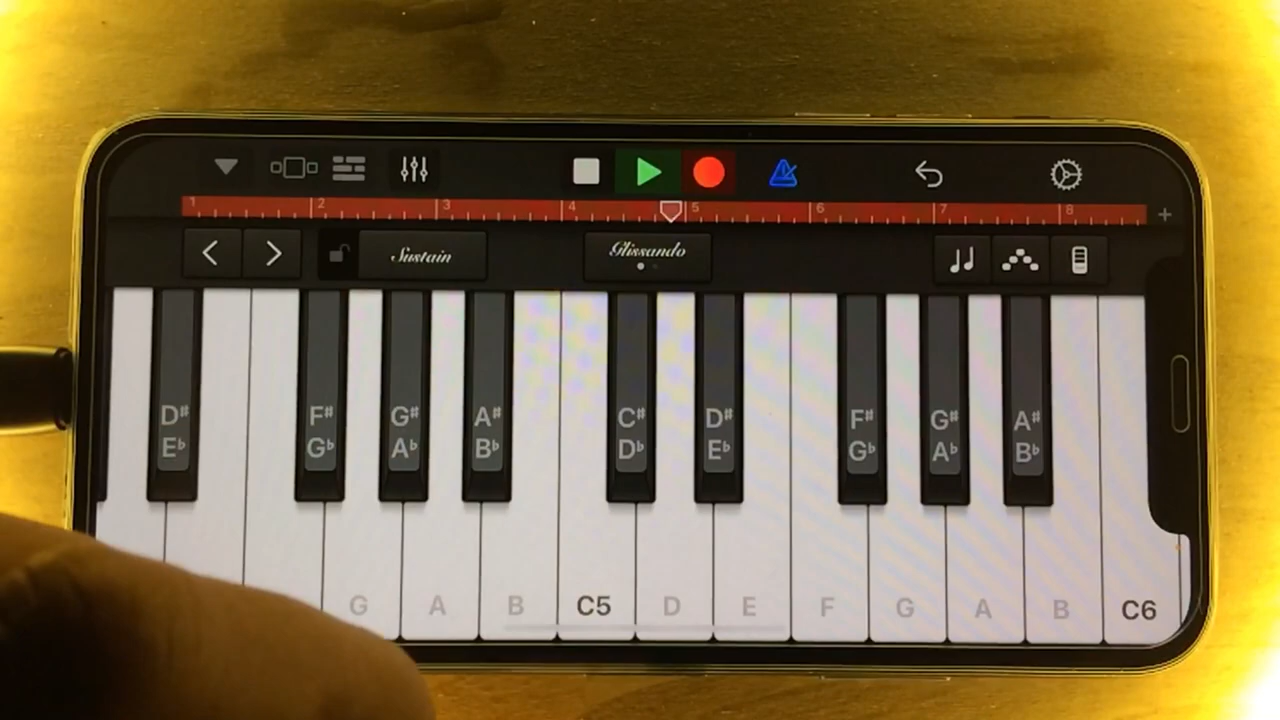 1 2 3 4 5 6 7 8
Sustain
Glissando
D# F# G# A# C# D# F# G# A#
E♭ G♭ A♭ B♭ D♭ E♭ G♭ A♭ B♭
G A B C5 D E F G A B C6